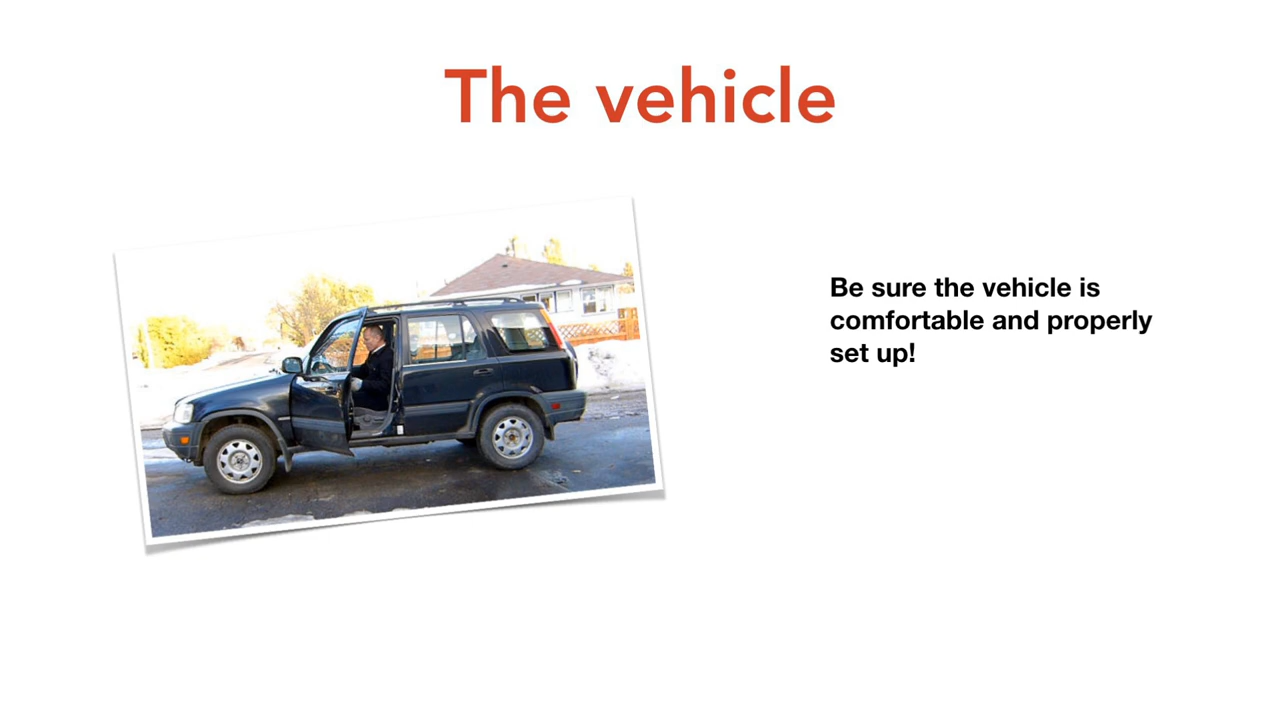 The vehicle
Be sure the vehicle is
comfortable and properly
set up!